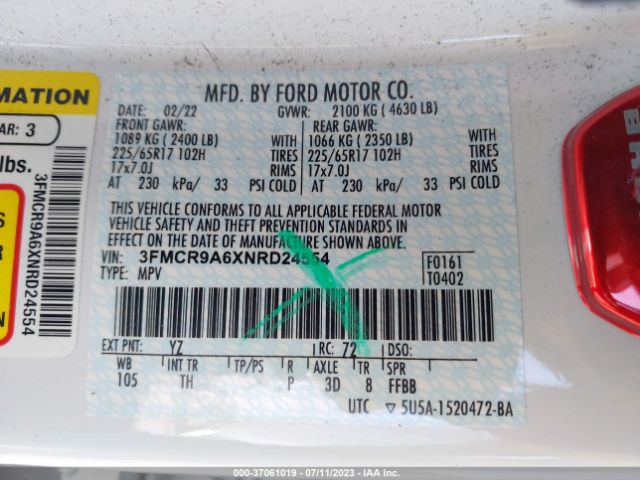 RMATION
AR: 3
lbs.
3FMCR9A6XNRD24554
S
N
MFD. BY FORD MOTOR CO.
02/22 GVWR: 2100 KG ( 4630 LB)
FRONT GAWR: REAR GAWR:
1089 KG ( 2400 LB) WITH 1066 KG ( 2350 LB) WITH
225/65R17 102H TIRES 225/65R17 102H TIRES
17x7.0J RIMS 17x7.0J RIMS
AT 230 kPa/ 33 PSI COLD AT 230 kPa/ 33 PSI COLD
THIS VEHICLE CONFORMS TO ALL APPLICABLE FEDERAL MOTOR
VEHICLE SAFETY AND THEFT PREVENTION STANDARDS IN
EFFECT ON THE DATE OF MANUFACTURE SHOWN ABOVE.
VIN: 3FMCR9A6XNRD24554 F0161
TYPE: MPV T0402
EXT PNT: YZ RC: 72 DSO:
WB INT TR TP/PS R AXLE TR SPR
105 TH P 3D 8 FFBB
UTC 5U5A-1520472-BA
000-37061019 - 07/11/2023 - IAA Inc.